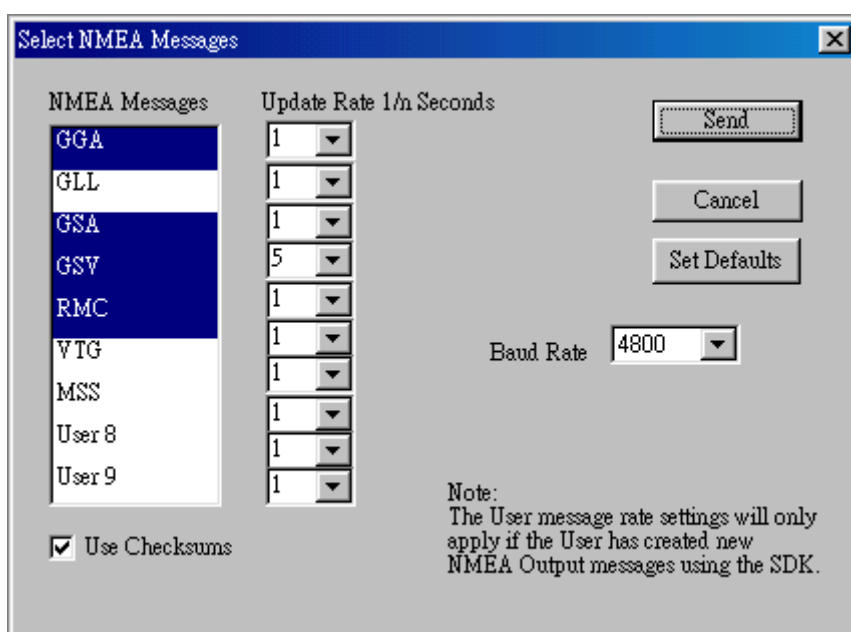 Select NMEA Messages
NMEA Messages
Update Rate 1/n Seconds
GGA
1
GLL
1
GSA
1
GSV
5
RMC
1
VTG
1
MSS
1
User 8
1
User 9
1
1
Use Checksums
Send
Cancel
Set Defaults
Baud Rate
4800
Note:
The User message rate settings will only
apply if the User has created new
NMEA Output messages using the SDK.